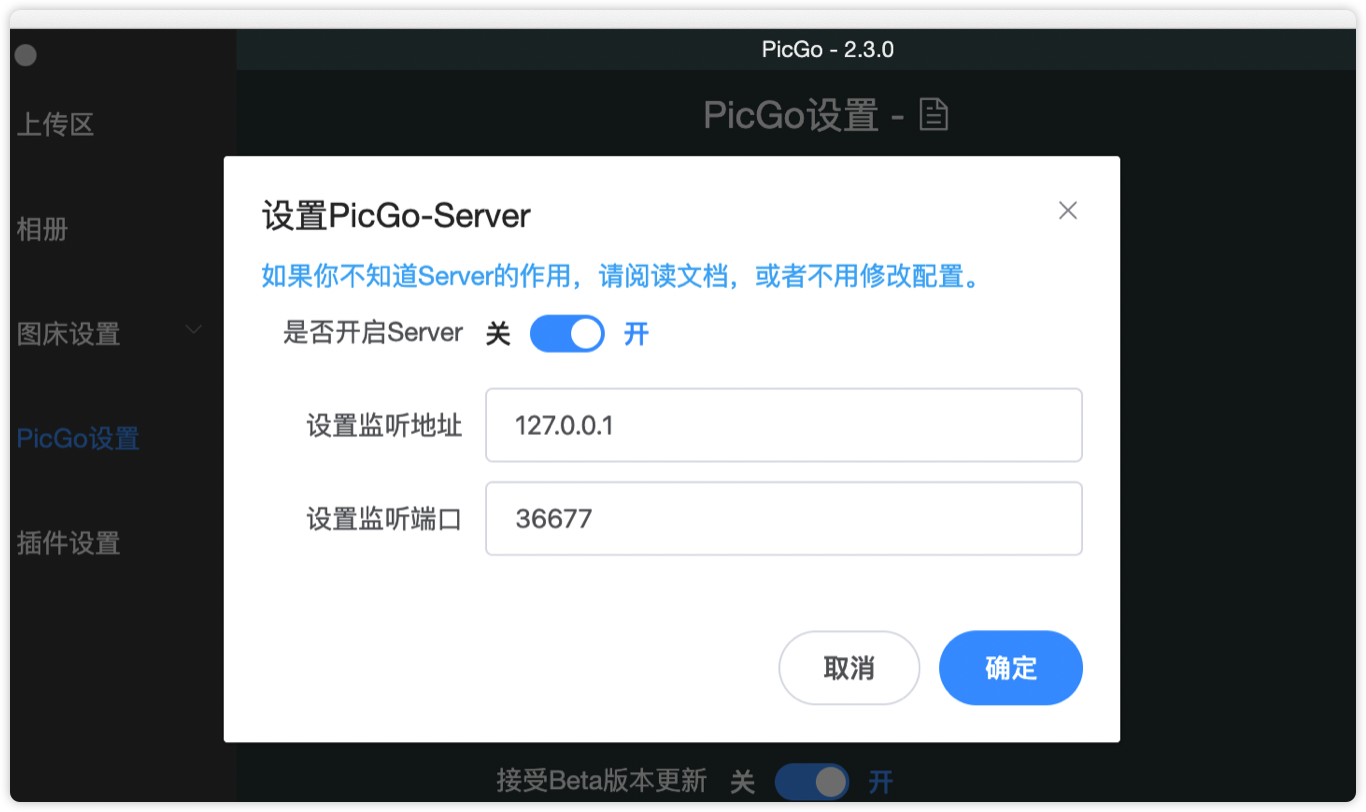 PicGo - 2.3.0
PicGo设置 -
上传区
相册
图床设置
PicGo设置
插件设置
设置PicGo-Server
如果你不知道Server的作用，请阅读文档，或者不用修改配置。
是否开启Server 关 开
设置监听地址 127.0.0.1
设置监听端口 36677
取消 确定
接受Beta版本更新 关 开